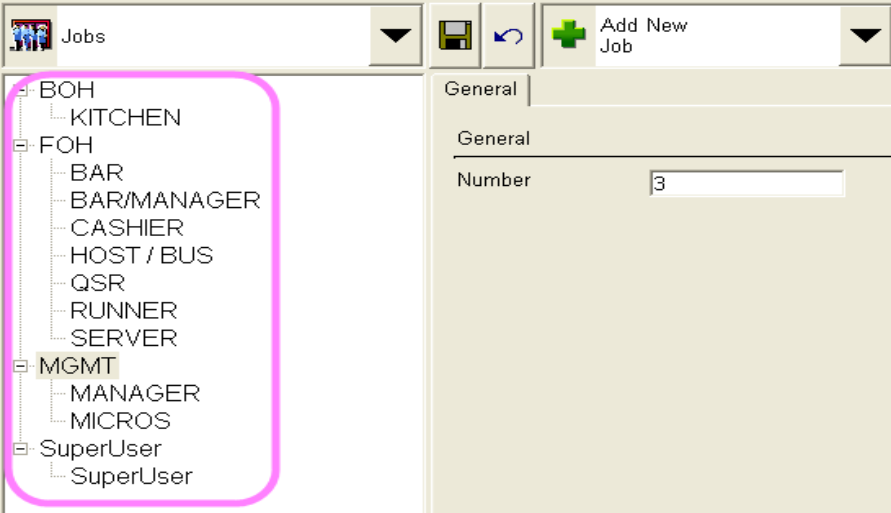 Jobs
Add New
Job
BOH
KITCHEN
FOH
BAR
BAR/MANAGER
CASHIER
HOST / BUS
QSR
RUNNER
SERVER
MGMT
MANAGER
MICROS
SuperUser
SuperUser
General
General
Number
3